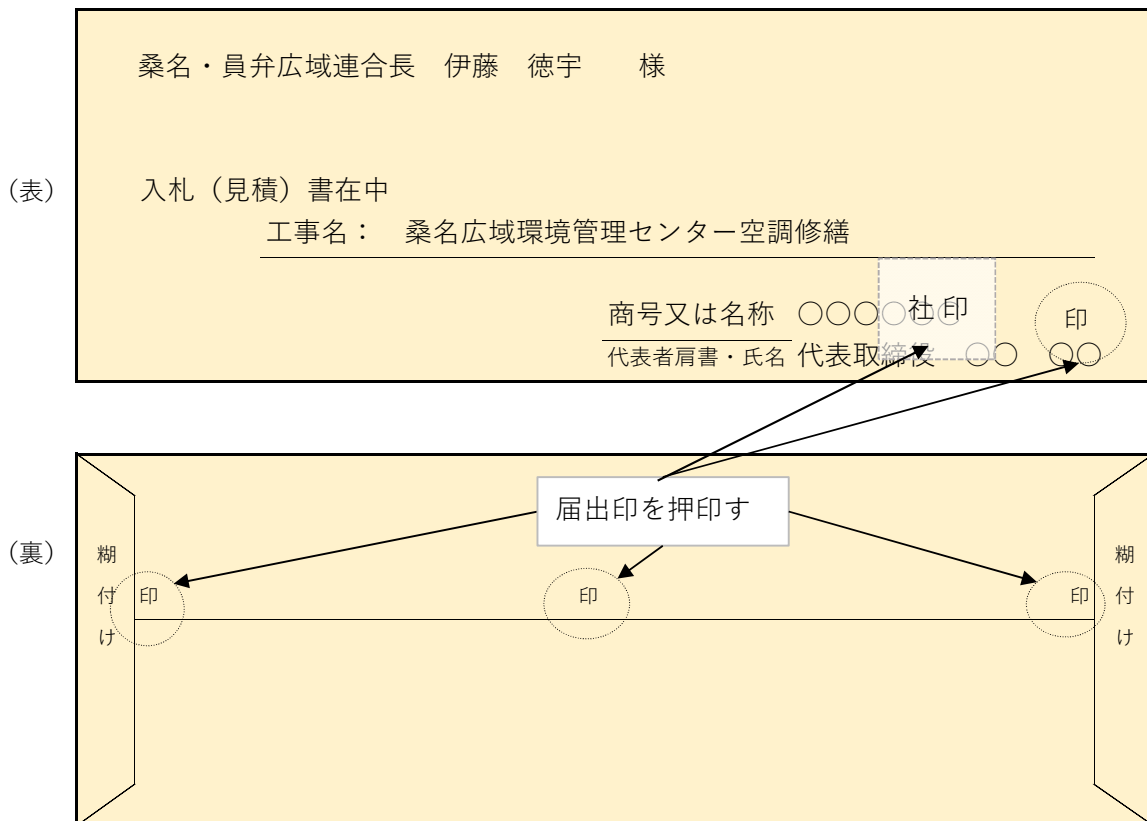 桑名・員弁広域連合長　伊藤　徳宇　　様
（表）
入札（見積）書在中
工事名：　桑名広域環境管理センター空調修繕
商号又は名称　○○○○○○
社印
印
代表者肩書・氏名　代表取締役　○○　○○
届出印を押印す
（裏）
糊付け
印
印
印
糊付け